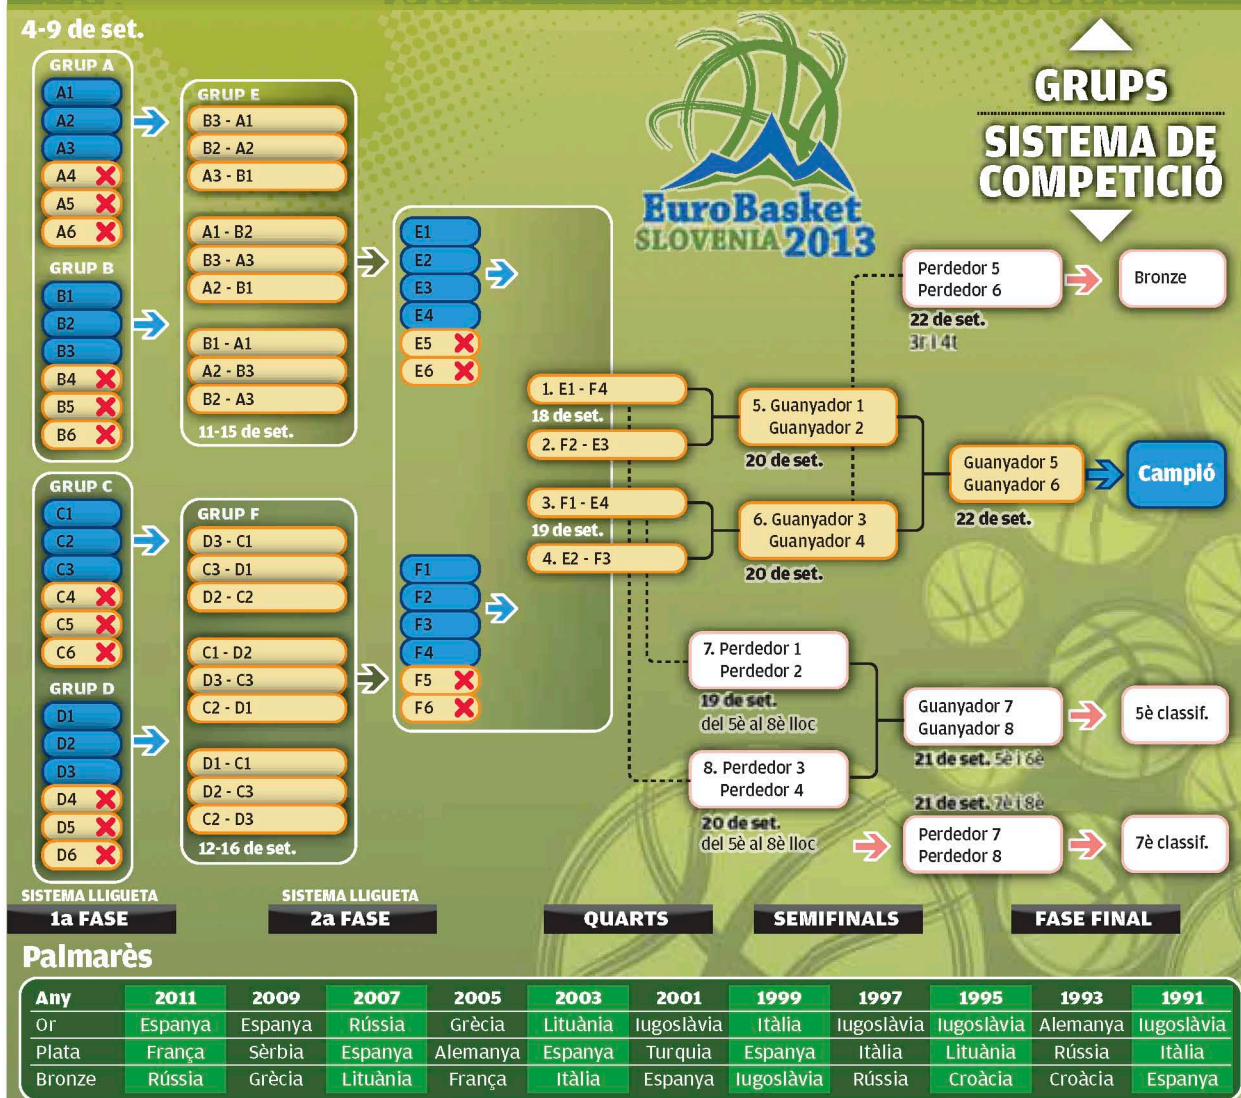 4-9 de set.
GRUP A
A1
A2
A3
A4
A5
A6
GRUP B
B1
B2
B3
B4
B5
B6
GRUP C
C1
C2
C3
C4
C5
C6
GRUP D
D1
D2
D3
D4
D5
D6
SISTEMA LLIGUETA
1a FASE
GRUP E
B3 - A1
B2 - A2
A3 - B1
A1 - B2
B3 - A3
A2 - B1
B1 - A1
A2 - B3
B2 - A3
11-15 de set.
GRUP F
D3 - C1
C3 - D1
D2 - C2
C1 - D2
D3 - C3
C2 - D1
D1 - C1
D2 - C3
C2 - D3
12-16 de set.
SISTEMA LLIGUETA
2a FASE
E1
E2
E3
E4
E5
E6
F1
F2
F3
F4
F5
F6
EuroBasket
SLOVENIA 2013
GRUPS
SISTEMA DE
COMPETICIÓ
1. E1 - F4
18 de set.
2. F2 - E3
3. F1 - E4
19 de set.
4. E2 - F3
QUARTS
5. Guanyador 1
Guanyador 2
20 de set.
6. Guanyador 3
Guanyador 4
20 de set.
7. Perdedor 1
Perdedor 2
19 de set.
del 5è al 8è lloc
8. Perdedor 3
Perdedor 4
20 de set.
del 5è al 8è lloc
SEMIFINALS
Perdedor 5
Perdedor 6
22 de set.
3r i 4t
Bronze
Guanyador 5
Guanyador 6
22 de set.
Campió
Guanyador 7
Guanyador 8
21 de set. 5è i 6è
5è classif.
21 de set. 7è i 8è
Perdedor 7
Perdedor 8
7è classif.
FASE FINAL
Palmarès
Any 2011 2009 2007 2005 2003 2001 1999 1997 1995 1993 1991
Or Espanya Espanya Rússia Grècia Lituània Iugoslàvia Itàlia Iugoslàvia Iugoslàvia Alemanya Iugoslàvia
Plata França Sèrbia Espanya Alemanya Espanya Turquia Espanya Itàlia Lituània Rússia Itàlia
Bronze Rússia Grècia Lituània França Itàlia Espanya Iugoslàvia Rússia Croàcia Croàcia Espanya